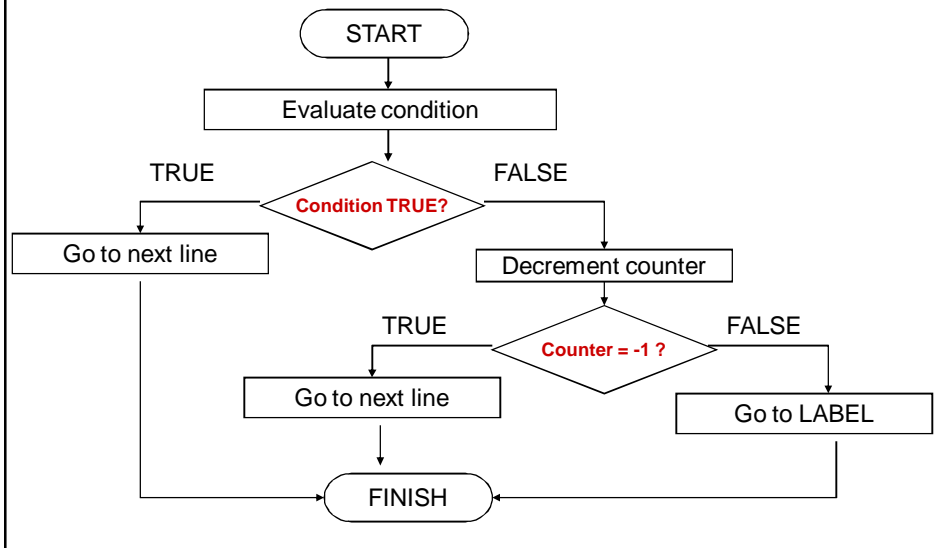 START
Evaluate condition
TRUE
FALSE
Condition TRUE?
Go to next line
Decrement counter
TRUE
FALSE
Counter = -1 ?
Go to next line
Go to LABEL
FINISH